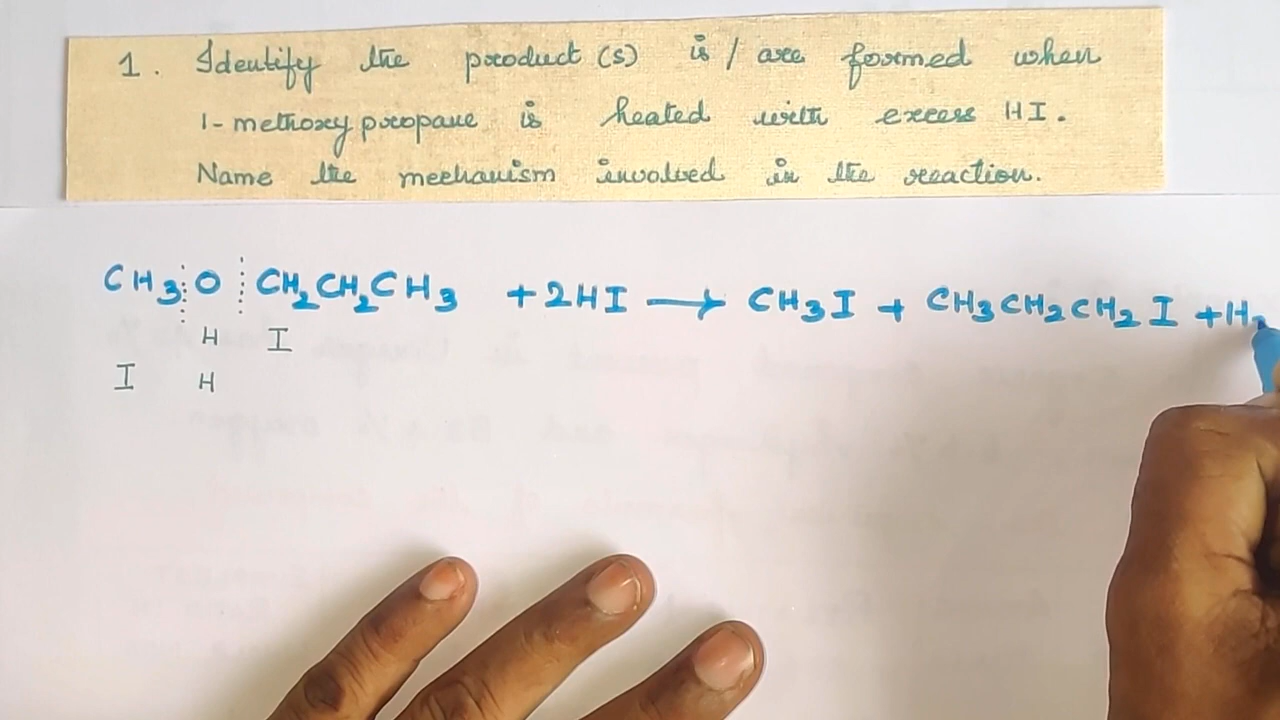 1. Identify the product (s) is / are formed when
1-methoxy propane is heated with excess HI.
Name the mechanism involved in the reaction.
CH3 O CH2CH2CH3 + 2HI → CH3I + CH3CH2CH2 I + H2
H I
I H